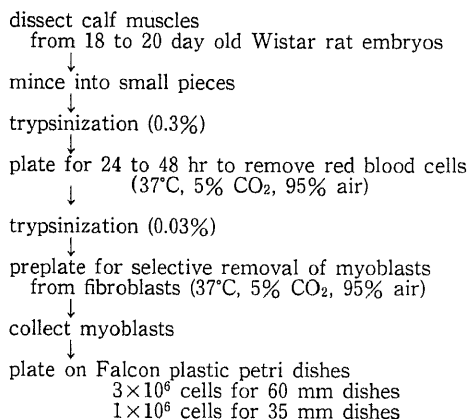 dissect calf muscles
from 18 to 20 day old Wistar rat embryos
↓
mince into small pieces
↓
trypsinization (0.3%)
↓
plate for 24 to 48 hr to remove red blood cells
(37°C, 5% CO₂, 95% air)
↓
trypsinization (0.03%)
↓
preplate for selective removal of myoblasts
from fibroblasts (37°C, 5% CO₂, 95% air)
↓
collect myoblasts
↓
plate on Falcon plastic petri dishes
3×10⁶ cells for 60 mm dishes
1×10⁶ cells for 35 mm dishes